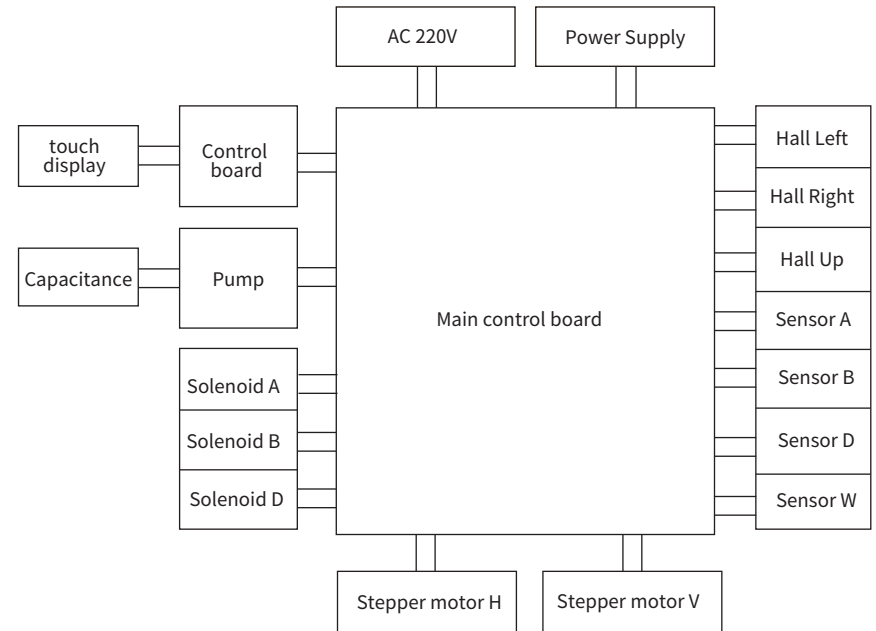 AC 220V
Power Supply
touch
display
Control
board
Hall Left
Hall Right
Capacitance
Pump
Hall Up
Main control board
Sensor A
Solenoid A
Sensor B
Solenoid B
Sensor D
Solenoid D
Sensor W
Stepper motor H
Stepper motor V